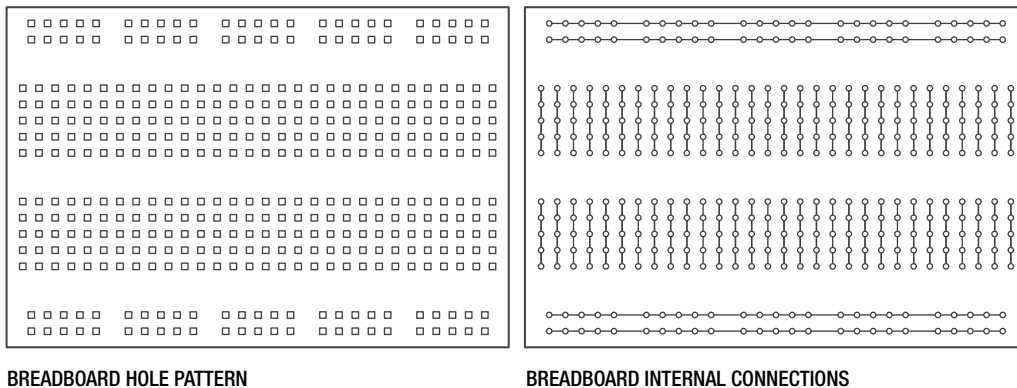 BREADBOARD HOLE PATTERN
BREADBOARD INTERNAL CONNECTIONS